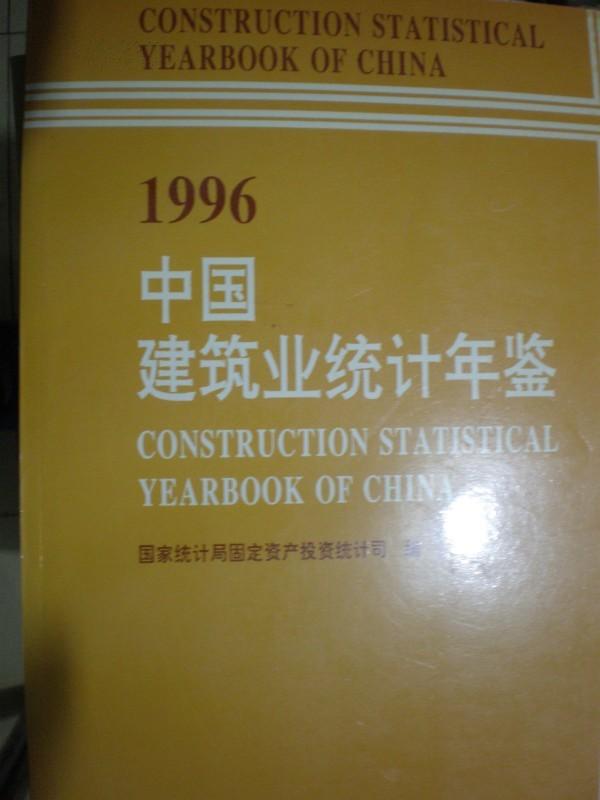 CONSTRUCTION STATISTICAL
YEARBOOK OF CHINA
1996
中国
建筑业统计年鉴
CONSTRUCTION STATISTICAL
YEARBOOK OF CHINA
国家统计局固定资产投资统计司 编